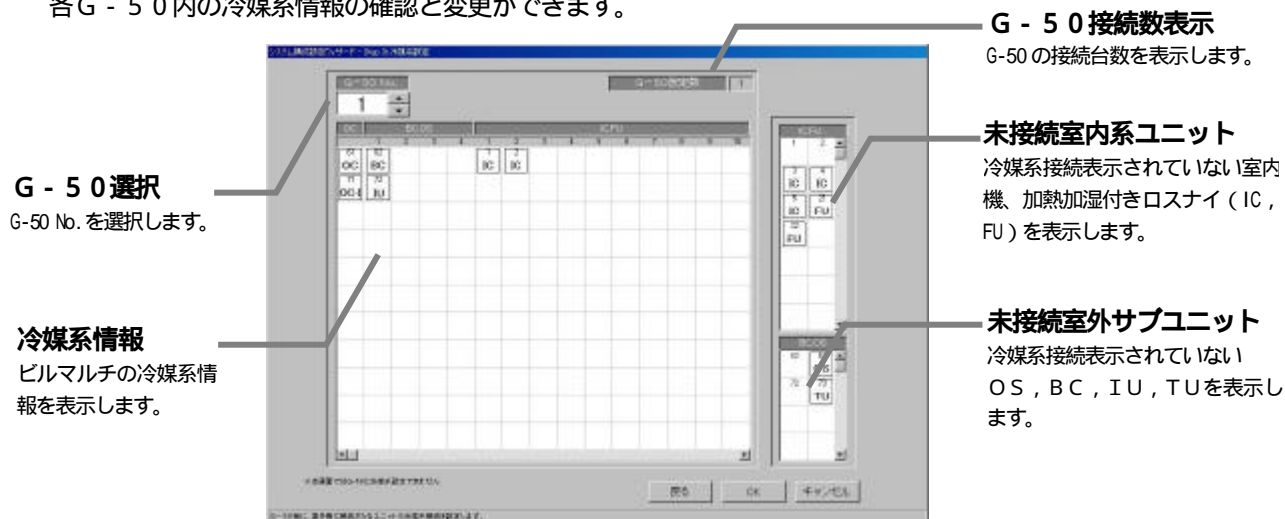 各Ｇ‐５０内の冷媒系情報の確認と変更ができます。
Ｇ‐５０接続数表示
G-50の接続台数を表示します。
未接続室内系ユニット
冷媒系接続表示されていない室内
機、加熱加湿付きロスナイ（IC，
FU）を表示します。
Ｇ‐５０選択
G-50 No.を選択します。
冷媒系情報
ビルマルチの冷媒系情
報を表示します。
未接続室外サブユニット
冷媒系接続表示されていない
ＯＳ，ＢＣ，ＩＵ，ＴＵを表示し
ます。
G-50 No.
1
1
OC
IC/FU
OC BC IC IC
IU
IC IC
IC FU
FU
TU
戻る OK キャンセル